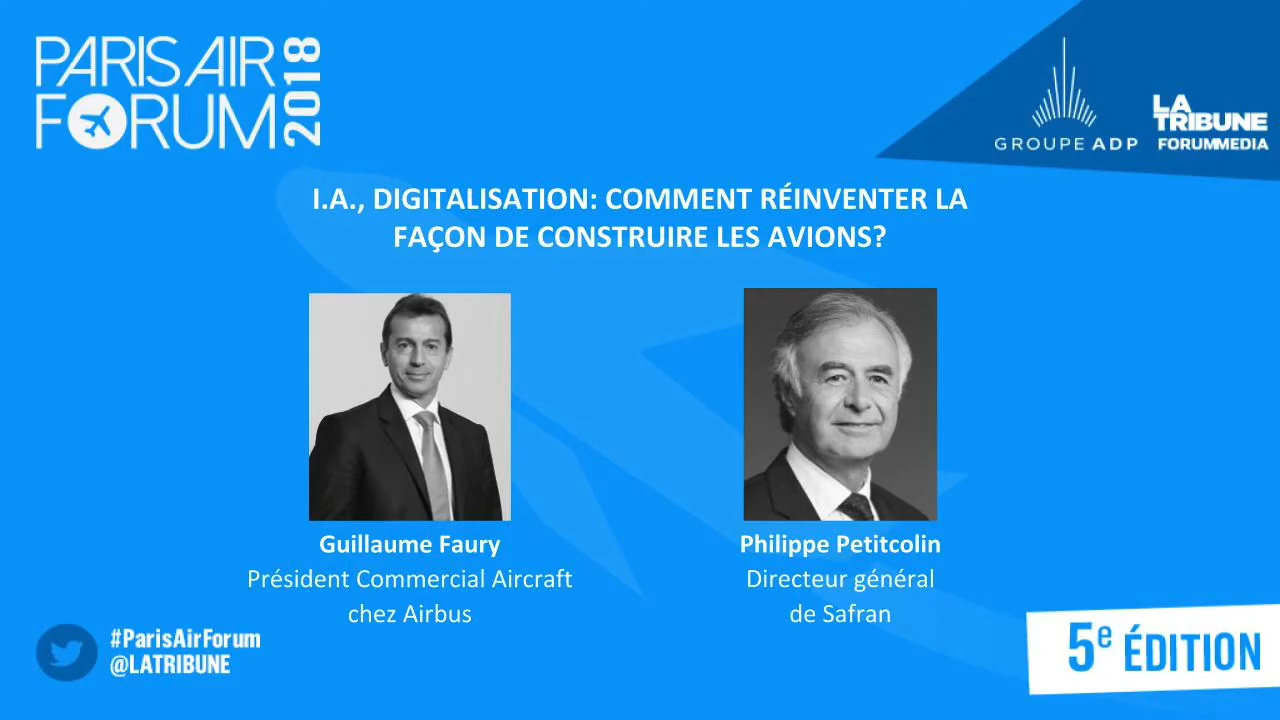 PARIS AIR
FORUM
2018
GROUPE ADP
LA
TRIBUNE
FORUMMEDIA
I.A., DIGITALISATION: COMMENT RÉINVENTER LA
FAÇON DE CONSTRUIRE LES AVIONS?
Guillaume Faury
Président Commercial Aircraft
chez Airbus
Philippe Petitcolin
Directeur général
de Safran
#ParisAirForum
@LATRIBUNE
5e ÉDITION